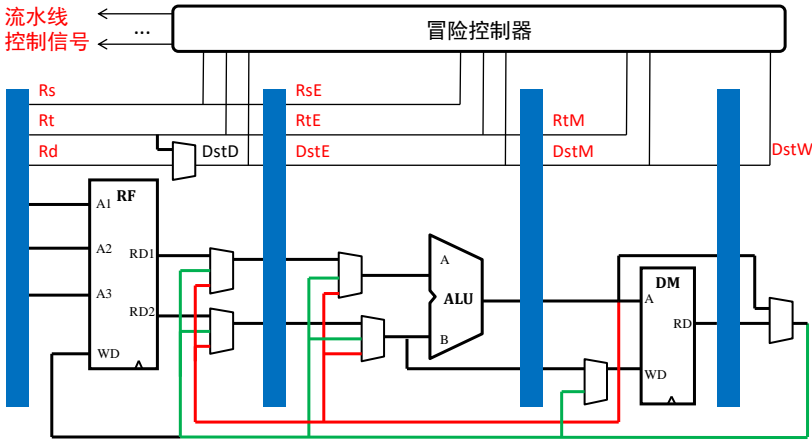 流水线
控制信号
...
冒险控制器
Rs
RsE
Rt
RtE
RtM
Rd
DstD
DstE
DstM
DstW
RF
A1
A2
RD1
A3
RD2
WD
A
ALU
B
DM
A
RD
WD